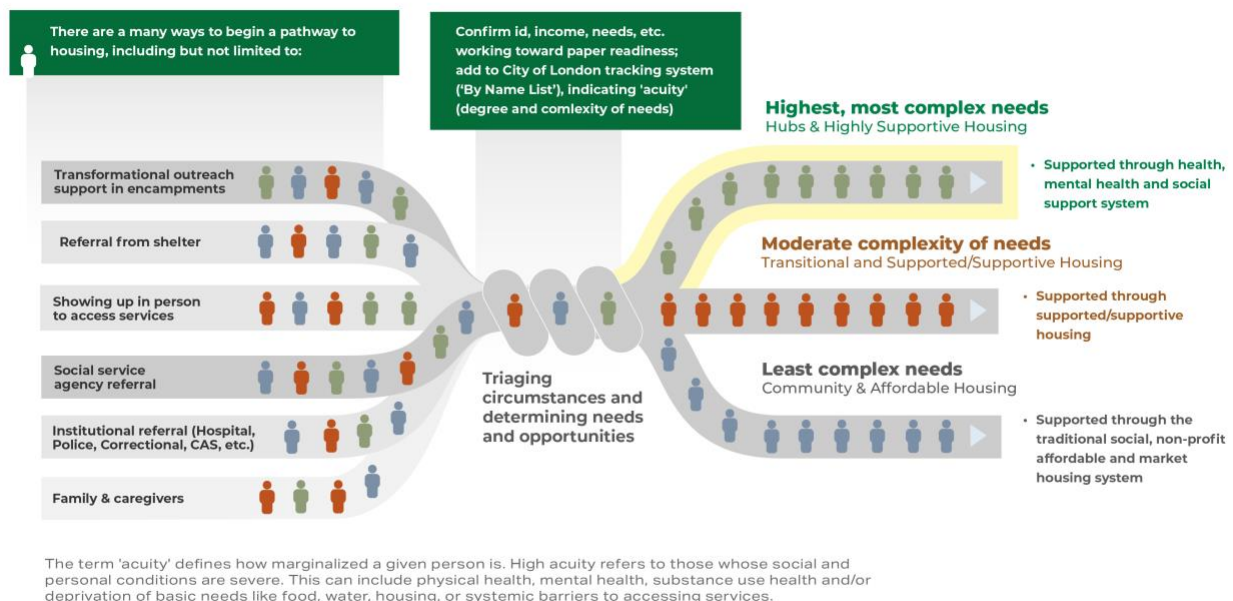 There are a many ways to begin a pathway to
housing, including but not limited to:
Confirm id, income, needs, etc.
working toward paper readiness;
add to City of London tracking system
(‘By Name List’), indicating 'acuity'
(degree and comlexity of needs)
Transformational outreach
support in encampments
Referral from shelter
Showing up in person
to access services
Social service
agency referral
Institutional referral (Hospital,
Police, Correctional, CAS, etc.)
Family & caregivers
Triaging
circumstances and
determining needs
and opportunities
Highest, most complex needs
Hubs & Highly Supportive Housing
• Supported through health,
mental health and social
support system
Moderate complexity of needs
Transitional and Supported/Supportive Housing
• Supported through
supported/supportive
housing
Least complex needs
Community & Affordable Housing
• Supported through the
traditional social, non-profit
affordable and market
housing system
The term 'acuity' defines how marginalized a given person is. High acuity refers to those whose social and
personal conditions are severe. This can include physical health, mental health, substance use health and/or
deprivation of basic needs like food, water, housing, or systemic barriers to accessing services.